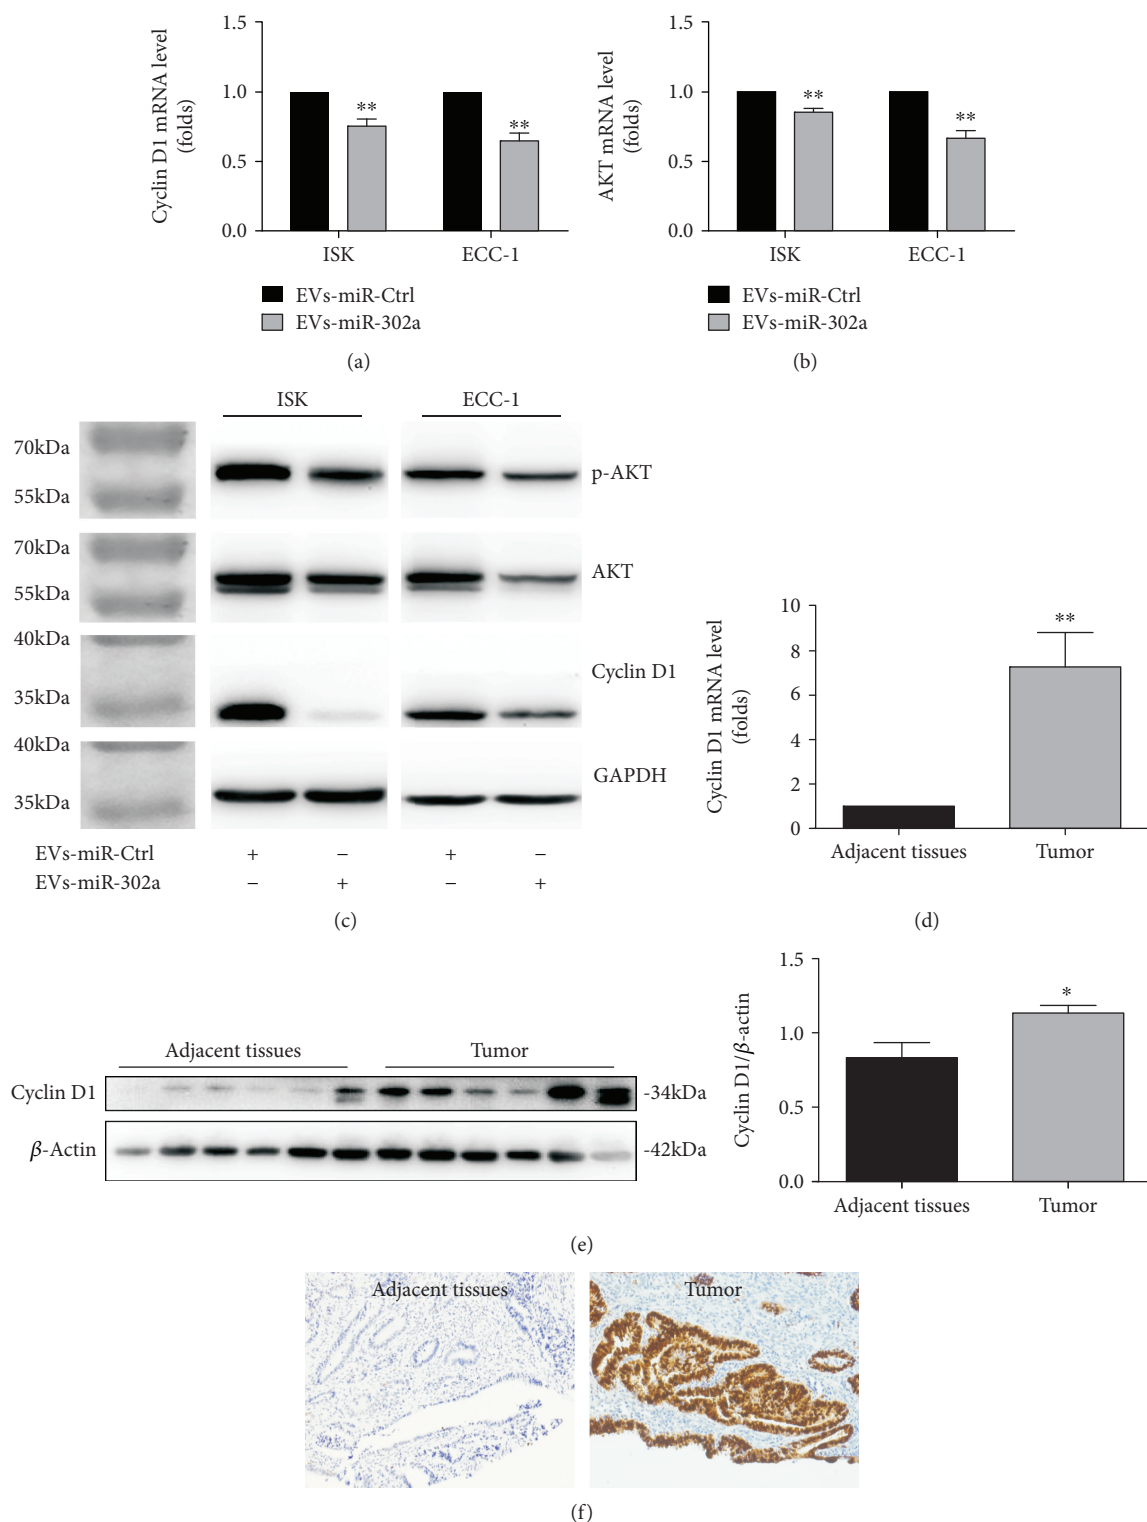 1.5
1.0
0.5
0.0
Cyclin D1 mRNA level
(folds)
**
**
ISK
ECC-1
EVs-miR-Ctrl
EVs-miR-302a
(a)
1.5
1.0
0.5
0.0
AKT mRNA level
(folds)
**
**
ISK
ECC-1
EVs-miR-Ctrl
EVs-miR-302a
(b)
ISK
ECC-1
70kDa
55kDa
p-AKT
70kDa
55kDa
AKT
40kDa
35kDa
Cyclin D1
40kDa
35kDa
GAPDH
EVs-miR-Ctrl + – + –
EVs-miR-302a – + – +
(c)
10
8
6
4
2
0
Cyclin D1 mRNA level
(folds)
**
Adjacent tissues
Tumor
(d)
Adjacent tissues
Tumor
Cyclin D1
-34kDa
β-Actin
-42kDa
1.5
1.0
0.5
0.0
Cyclin D1/β-actin
*
Adjacent tissues
Tumor
(e)
Adjacent tissues
Tumor
(f)